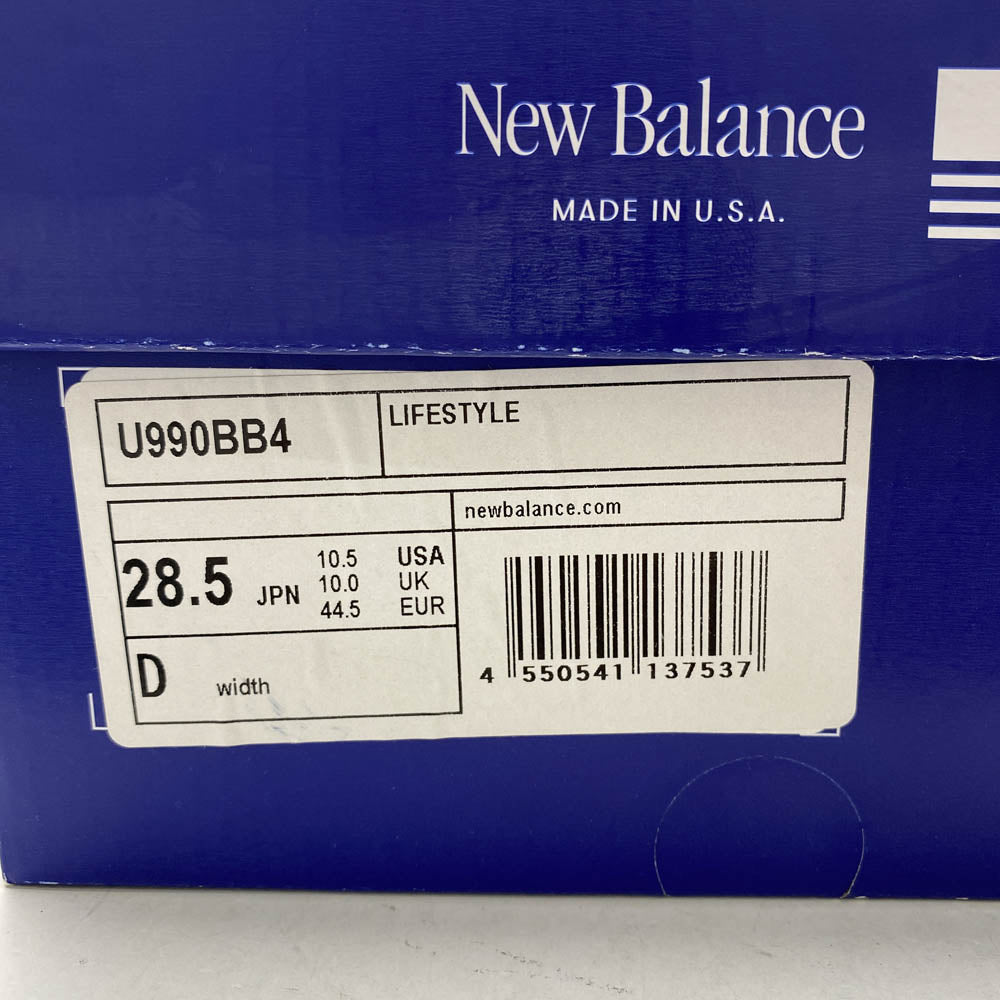 New Balance
MADE IN U.S.A.
U990BB4
LIFESTYLE
newbalance.com
28.5 JPN
10.5 USA
10.0 UK
44.5 EUR
D width
4 550541 137537